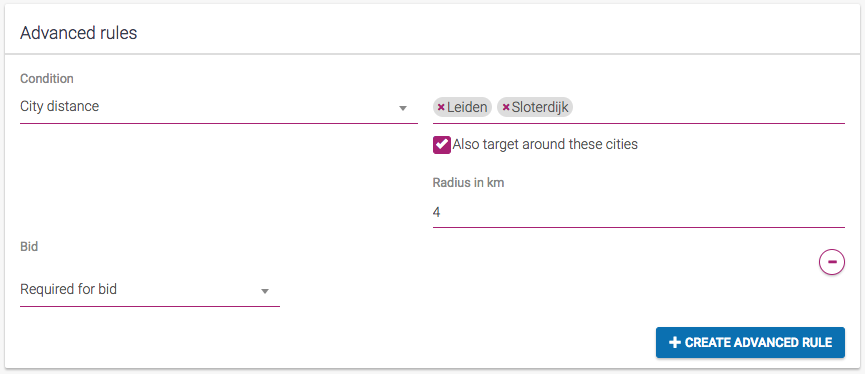 Advanced rules
Condition
City distance
Leiden Sloterdijk
Also target around these cities
Radius in km
4
Bid
Required for bid
CREATE ADVANCED RULE